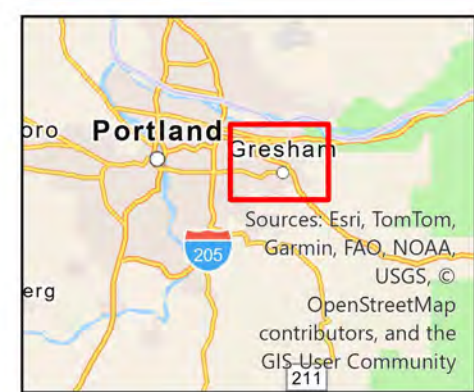 oro
Portland
Gresham
205
erg
Sources: Esri, TomTom,
Garmin, FAO, NOAA,
USGS, ©
OpenStreetMap
contributors, and the
GIS User Community
211